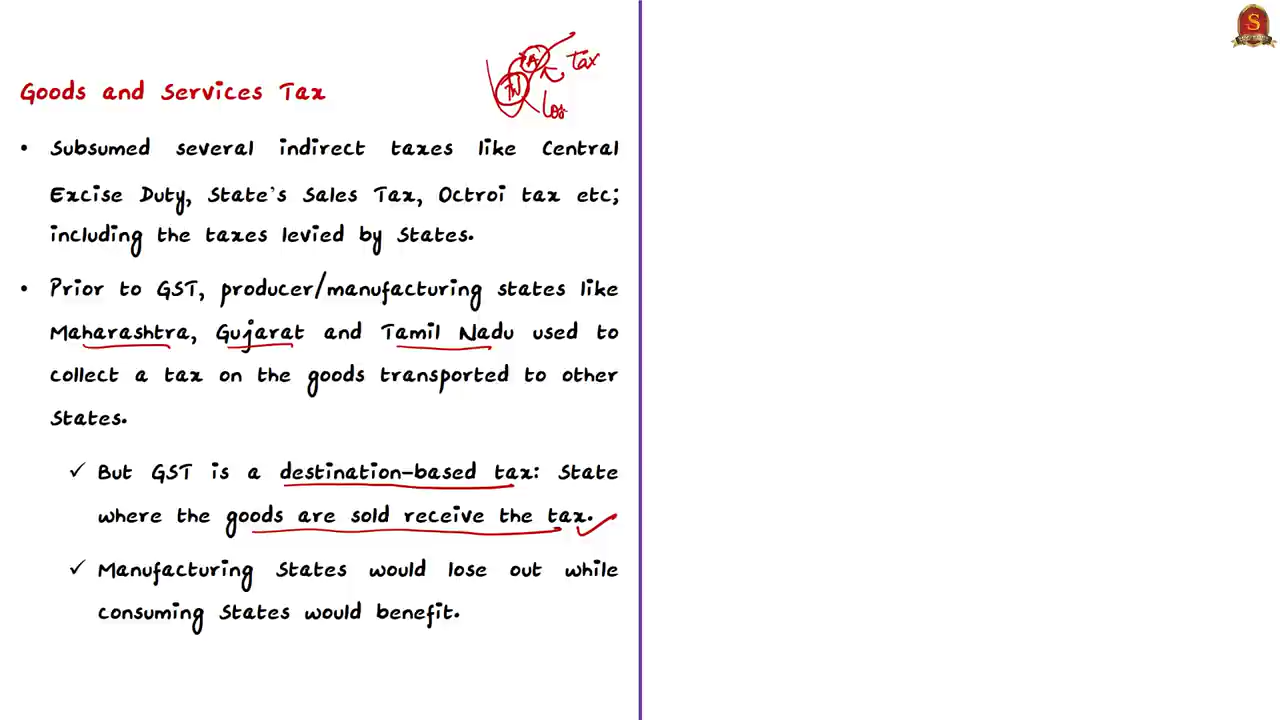 Tax
Goods and Services Tax
• Subsumed several indirect taxes like Central
Excise Duty, State's Sales Tax, Octroi tax etc;
including the taxes levied by States.
• Prior to GST, producer/manufacturing states like
Maharashtra, Gujarat and Tamil Nadu used to
collect a tax on the goods transported to other
States.
✓ But GST is a destination-based tax: State
where the goods are sold receive the tax.
✓ Manufacturing States would lose out while
consuming States would benefit.